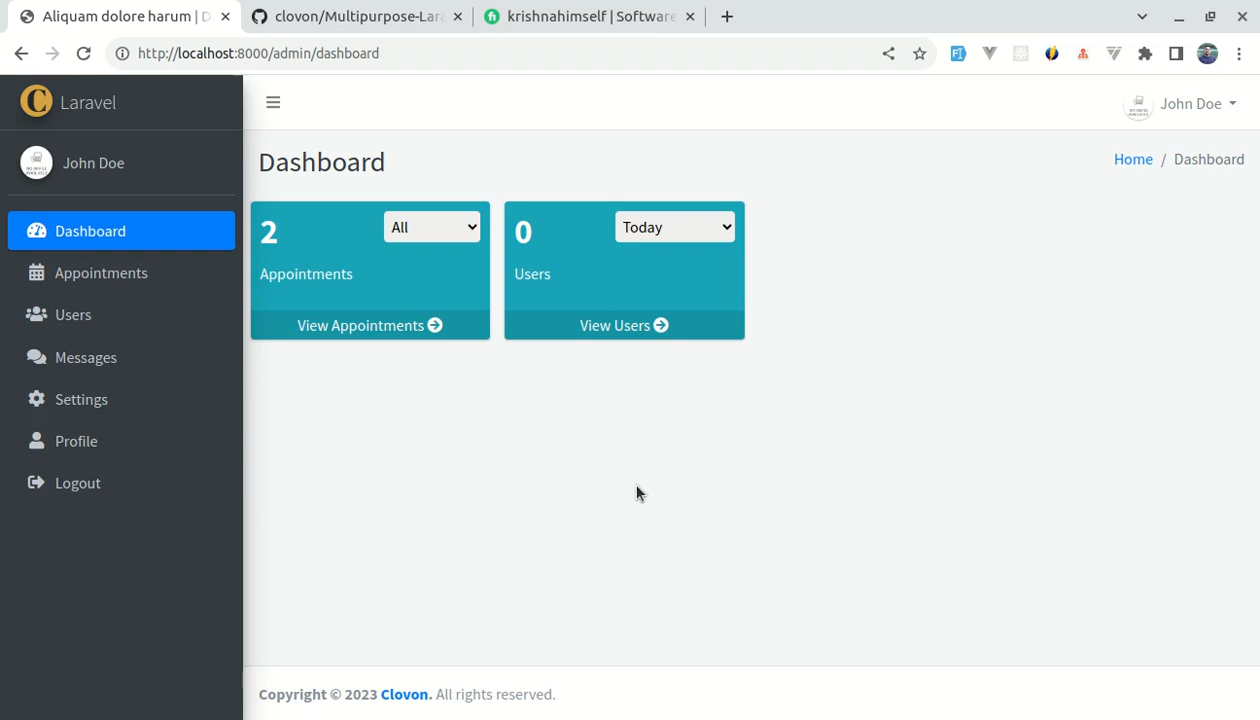 Aliquam dolore harum | D
clovon/Multipurpose-Lara
krishnahimself | Software
http://localhost:8000/admin/dashboard
Laravel
John Doe
John Doe
Dashboard
Appointments
Users
Messages
Settings
Profile
Logout
Dashboard
Home / Dashboard
2
All
Appointments
View Appointments
0
Today
Users
View Users
Copyright © 2023 Clovon. All rights reserved.